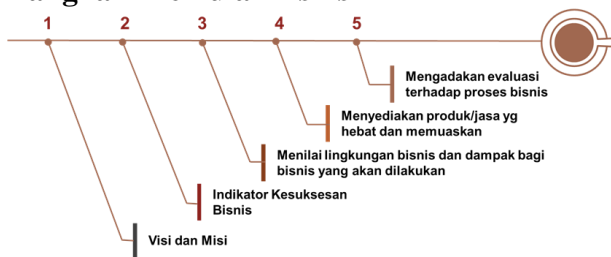 1 2 3 4 5
Mengadakan evaluasi
terhadap proses bisnis
Menyediakan produk/jasa yg
hebat dan memuaskan
Menilai lingkungan bisnis dan dampak bagi
bisnis yang akan dilakukan
Indikator Kesuksesan
Bisnis
Visi dan Misi